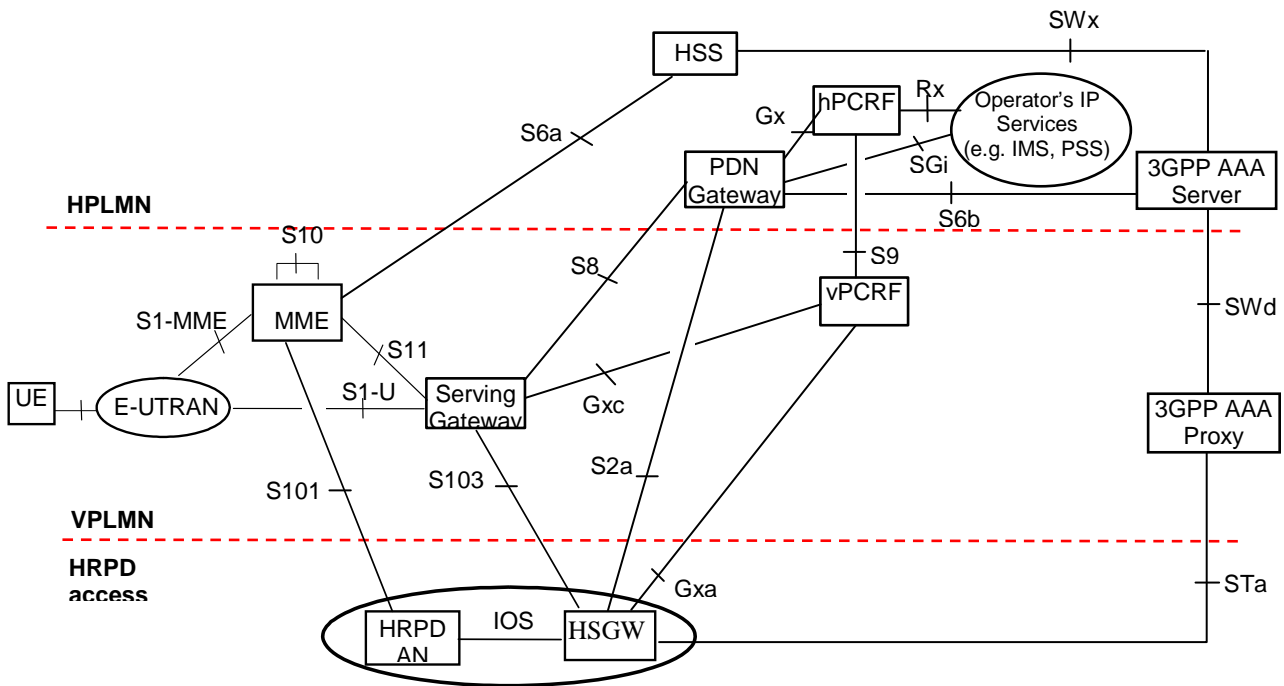 SWx
HSS
hPCRF
Rx
Operator's IP
Services
(e.g. IMS, PSS)
Gx
S6a
SGi
PDN
Gateway
3GPP AAA
Server
HPLMN
S6b
S10
S8
S9
vPCRF
MME
S1-MME
SWd
S11
UE
E-UTRAN
S1-U
Serving
Gateway
Gxc
3GPP AAA
Proxy
S101
S103
S2a
VPLMN
HRPD
access
Gxa
STa
HRPD
AN
IOS
HSGW